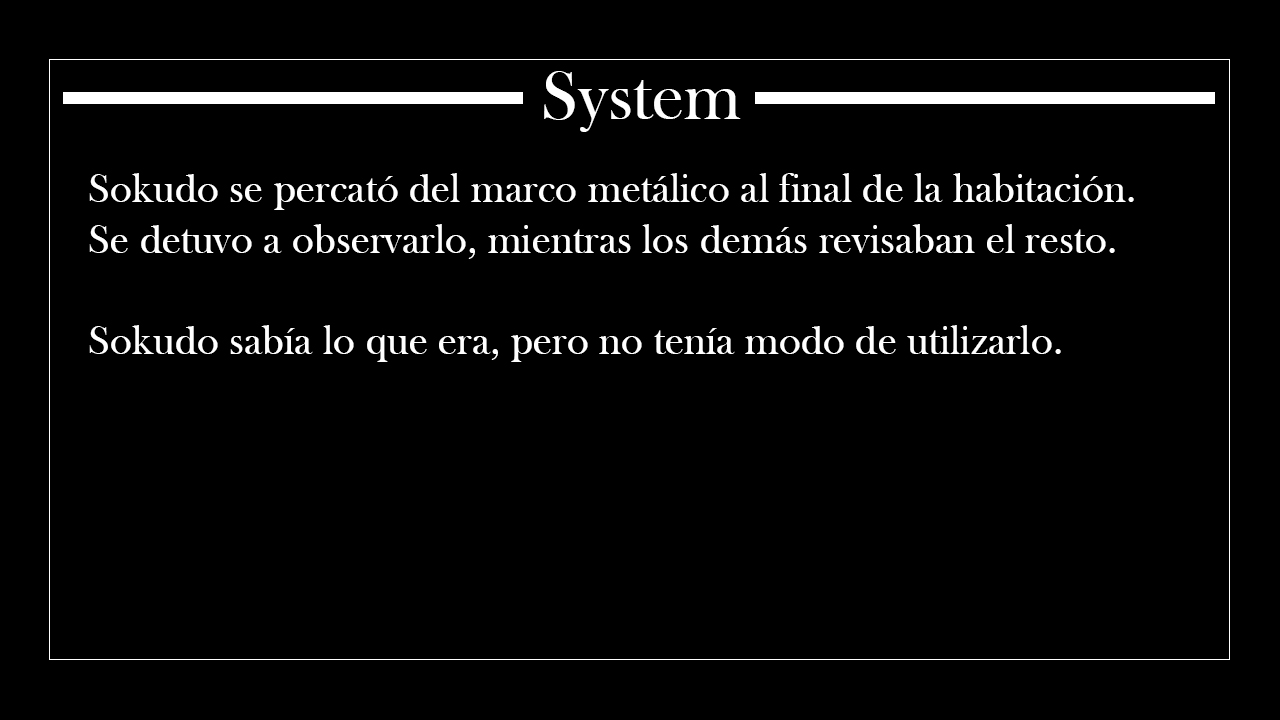 System
Sokudo se percató del marco metálico al final de la habitación.
Se detuvo a observarlo, mientras los demás revisaban el resto.
Sokudo sabía lo que era, pero no tenía modo de utilizarlo.